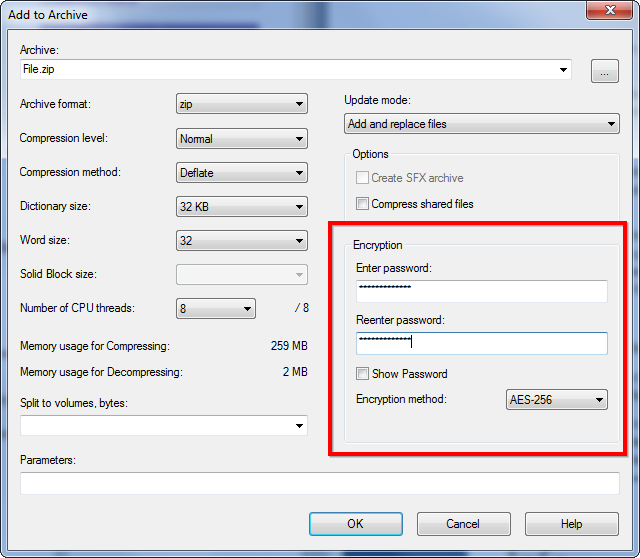 Add to Archive
Archive:
File.zip
...
Archive format:
zip
Compression level:
Normal
Compression method:
Deflate
Dictionary size:
32 KB
Word size:
32
Solid Block size:
Number of CPU threads:
8
/ 8
Memory usage for Compressing:
259 MB
Memory usage for Decompressing:
2 MB
Split to volumes, bytes:
Update mode:
Add and replace files
Options
Create SFX archive
Compress shared files
Encryption
Enter password:
*************
Reenter password:
*************
Show Password
Encryption method:
AES-256
Parameters:
OK
Cancel
Help